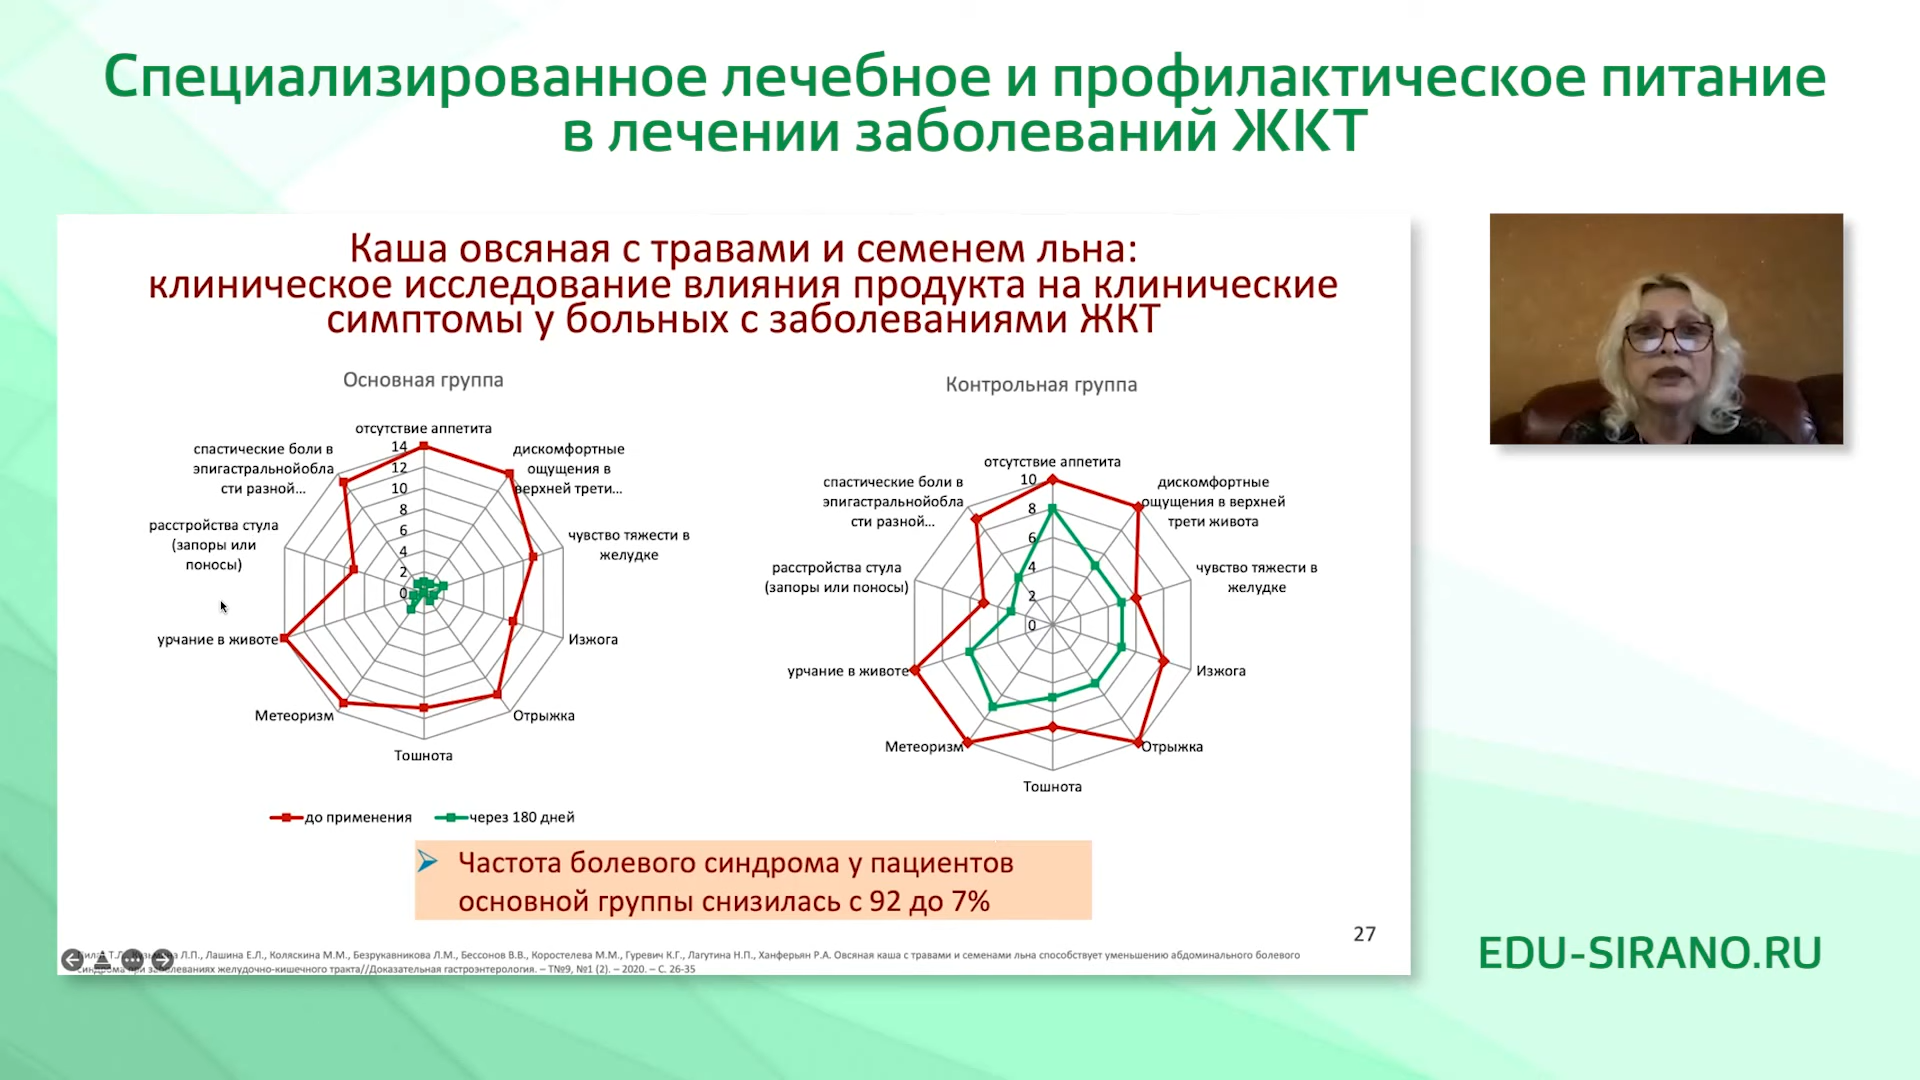 Специализированное лечебное и профилактическое питание
в лечении заболеваний ЖКТ
Каша овсяная с травами и семенем льна:
клиническое исследование влияния продукта на клинические
симптомы у больных с заболеваниями ЖКТ
Основная группа
отсутствие аппетита
14
12
10
8
6
4
2
0
дискомфортные
ощущения в
верхней трети...
чувство тяжести в
желудке
Изжога
Отрыжка
Тошнота
Метеоризм
урчание в животе
расстройства стула
(запоры или
поносы)
спастические боли в
эпигастральнойобла
сти разной...
до применения
через 180 дней
Контрольная группа
отсутствие аппетита
10
8
6
4
2
0
дискомфортные
ощущения в верхней
трети живота
чувство тяжести в
желудке
Изжога
Отрыжка
Тошнота
Метеоризм
урчание в животе
расстройства стула
(запоры или поносы)
спастические боли в
эпигастральнойобла
сти разной...
Частота болевого синдрома у пациентов
основной группы снизилась с 92 до 7%
27
Л.П., Лашина Е.Л., Коляскина М.М., Безрукавникова Л.М., Бессонов В.В., Коростелева М.М., Гуревич К.Г., Лагутина Н.П., Ханферьян Р.А. Овсяная каша с травами и семенами льна способствует уменьшению абдоминального болевого
заболеваниях желудочно-кишечного тракта//Доказательная гастроэнтерология. – Т№9, №1 (2). – 2020. – С. 26-35
EDU-SIRANO.RU